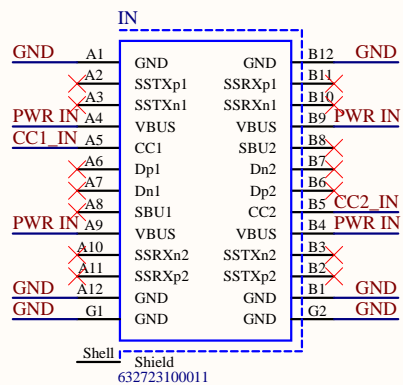 IN
GND A1 GND GND B12 GND
A2 SSTXp1 SSRXp1 B11
A3 SSTXn1 SSRXn1 B10
PWR IN A4 VBUS VBUS B9 PWR IN
CC1_IN A5 CC1 SBU2 B8
A6 Dp1 Dn2 B7
A7 Dn1 Dp2 B6
A8 SBU1 CC2 B5 CC2_IN
PWR IN A9 VBUS VBUS B4 PWR IN
A10 SSRXn2 SSTXn2 B3
A11 SSRXp2 SSTXp2 B2
GND A12 GND GND B1 GND
GND G1 GND GND G2 GND
Shell Shield
632723100011